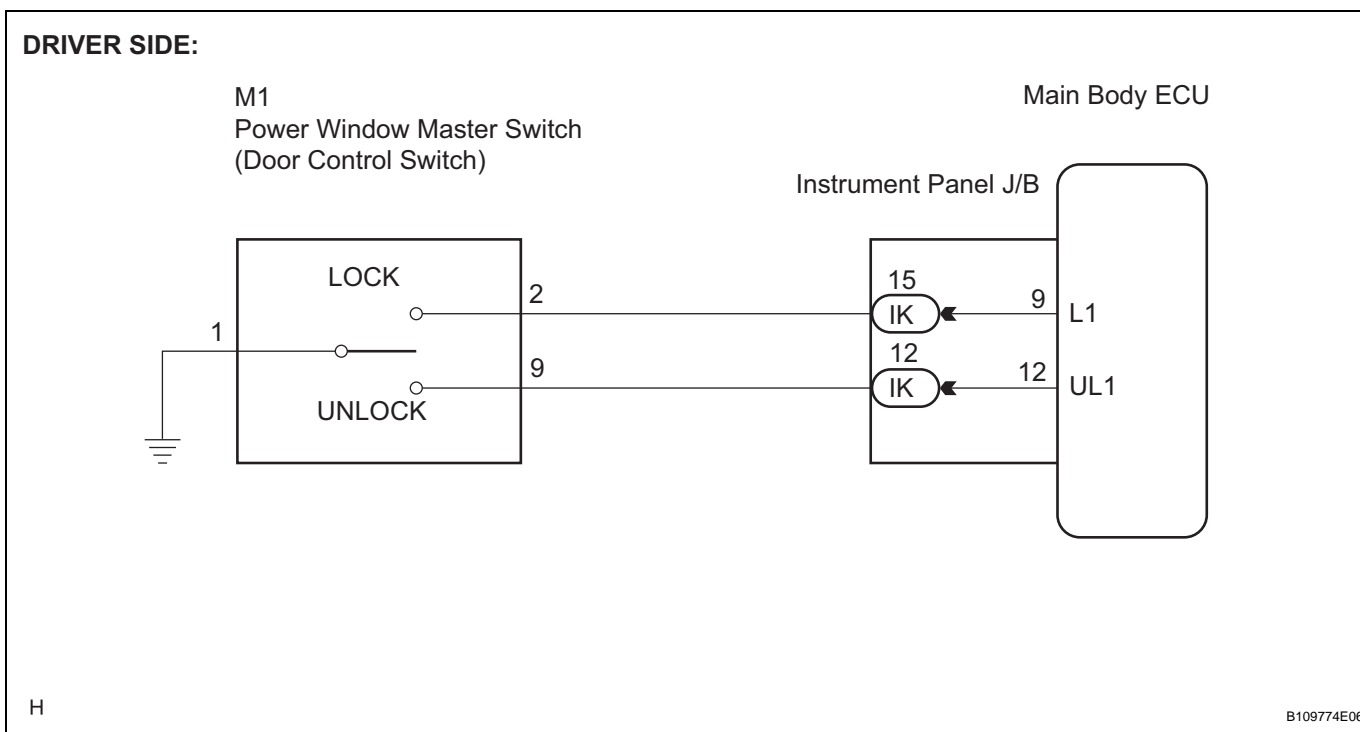 DRIVER SIDE:
M1
Power Window Master Switch
(Door Control Switch)
Main Body ECU
Instrument Panel J/B
LOCK
UNLOCK
1
2
9
15
IK
12
IK
9
L1
12
UL1
H
B109774E06